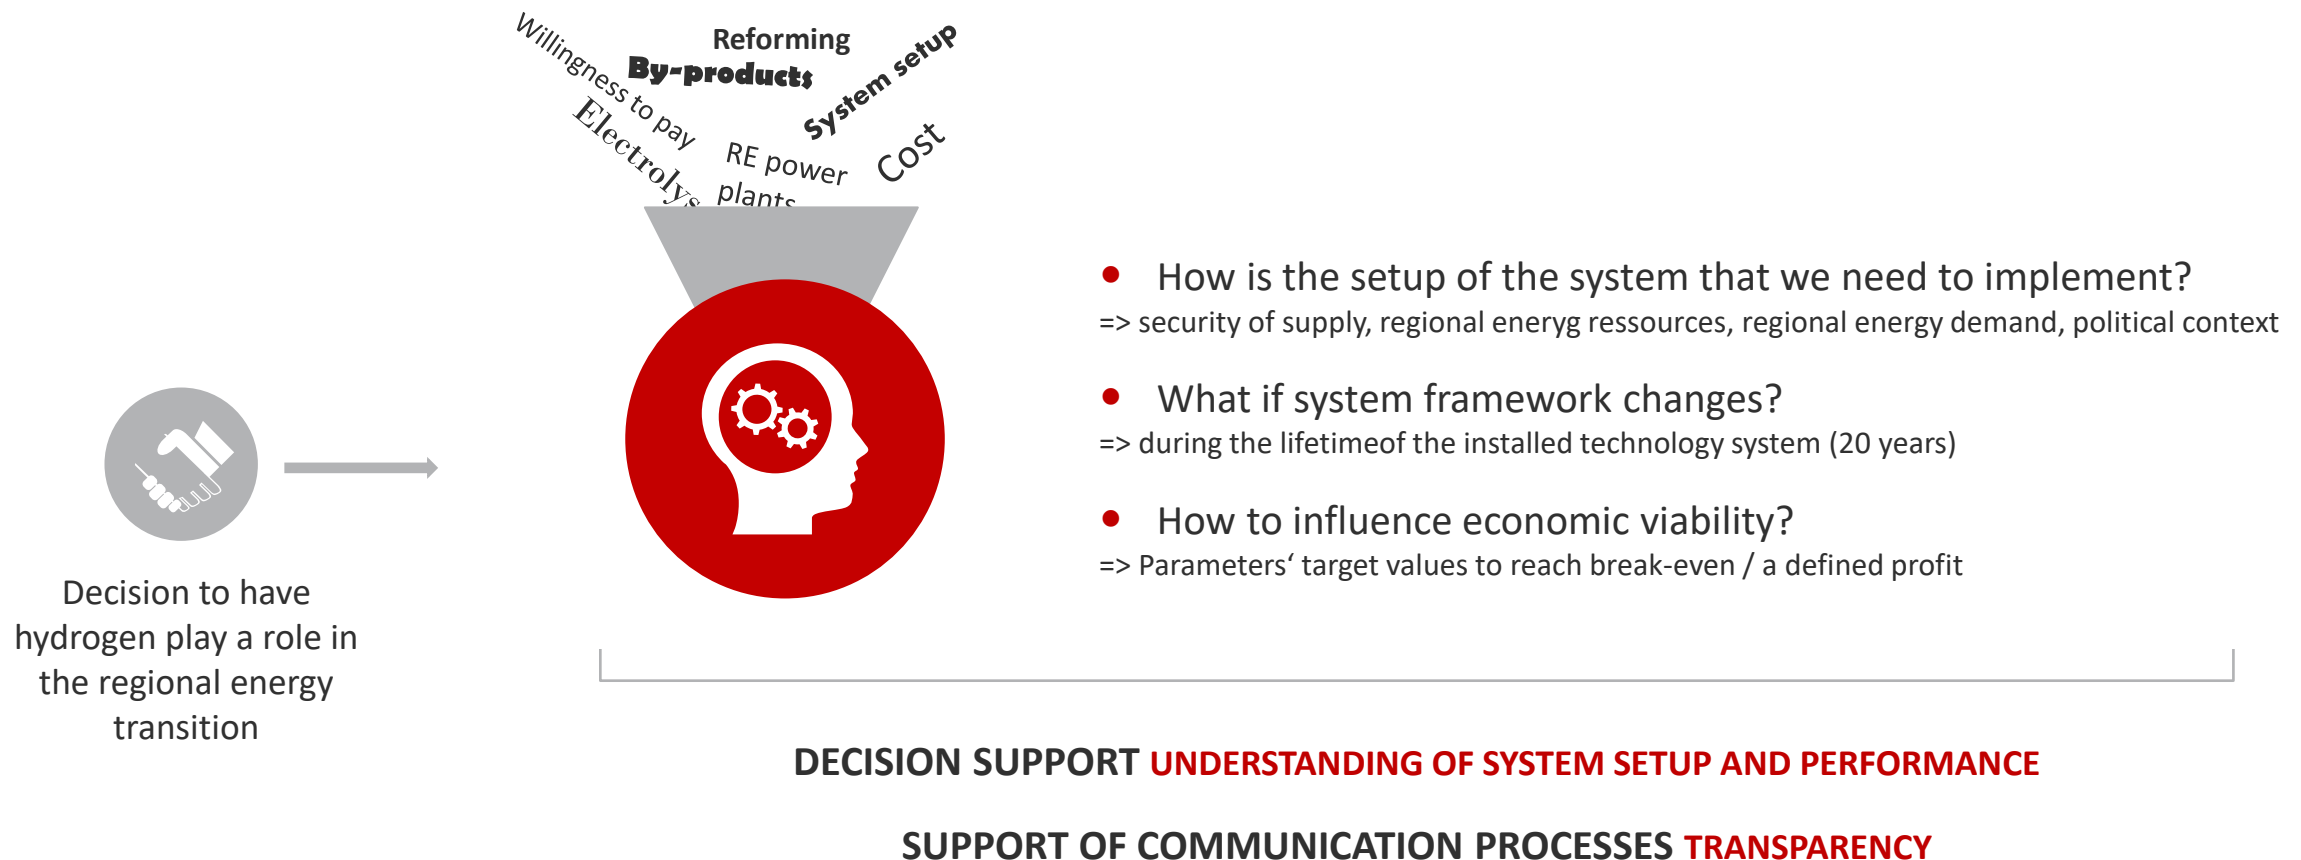 Willingness to pay
Reforming
By-products
System setup
Electrolys
RE power
plants
Cost
• How is the setup of the system that we need to implement?
=> security of supply, regional eneryg ressources, regional energy demand, political context
• What if system framework changes?
=> during the lifetimeof the installed technology system (20 years)
• How to influence economic viability?
=> Parameters‘ target values to reach break-even / a defined profit
Decision to have
hydrogen play a role in
the regional energy
transition
DECISION SUPPORT UNDERSTANDING OF SYSTEM SETUP AND PERFORMANCE
SUPPORT OF COMMUNICATION PROCESSES TRANSPARENCY